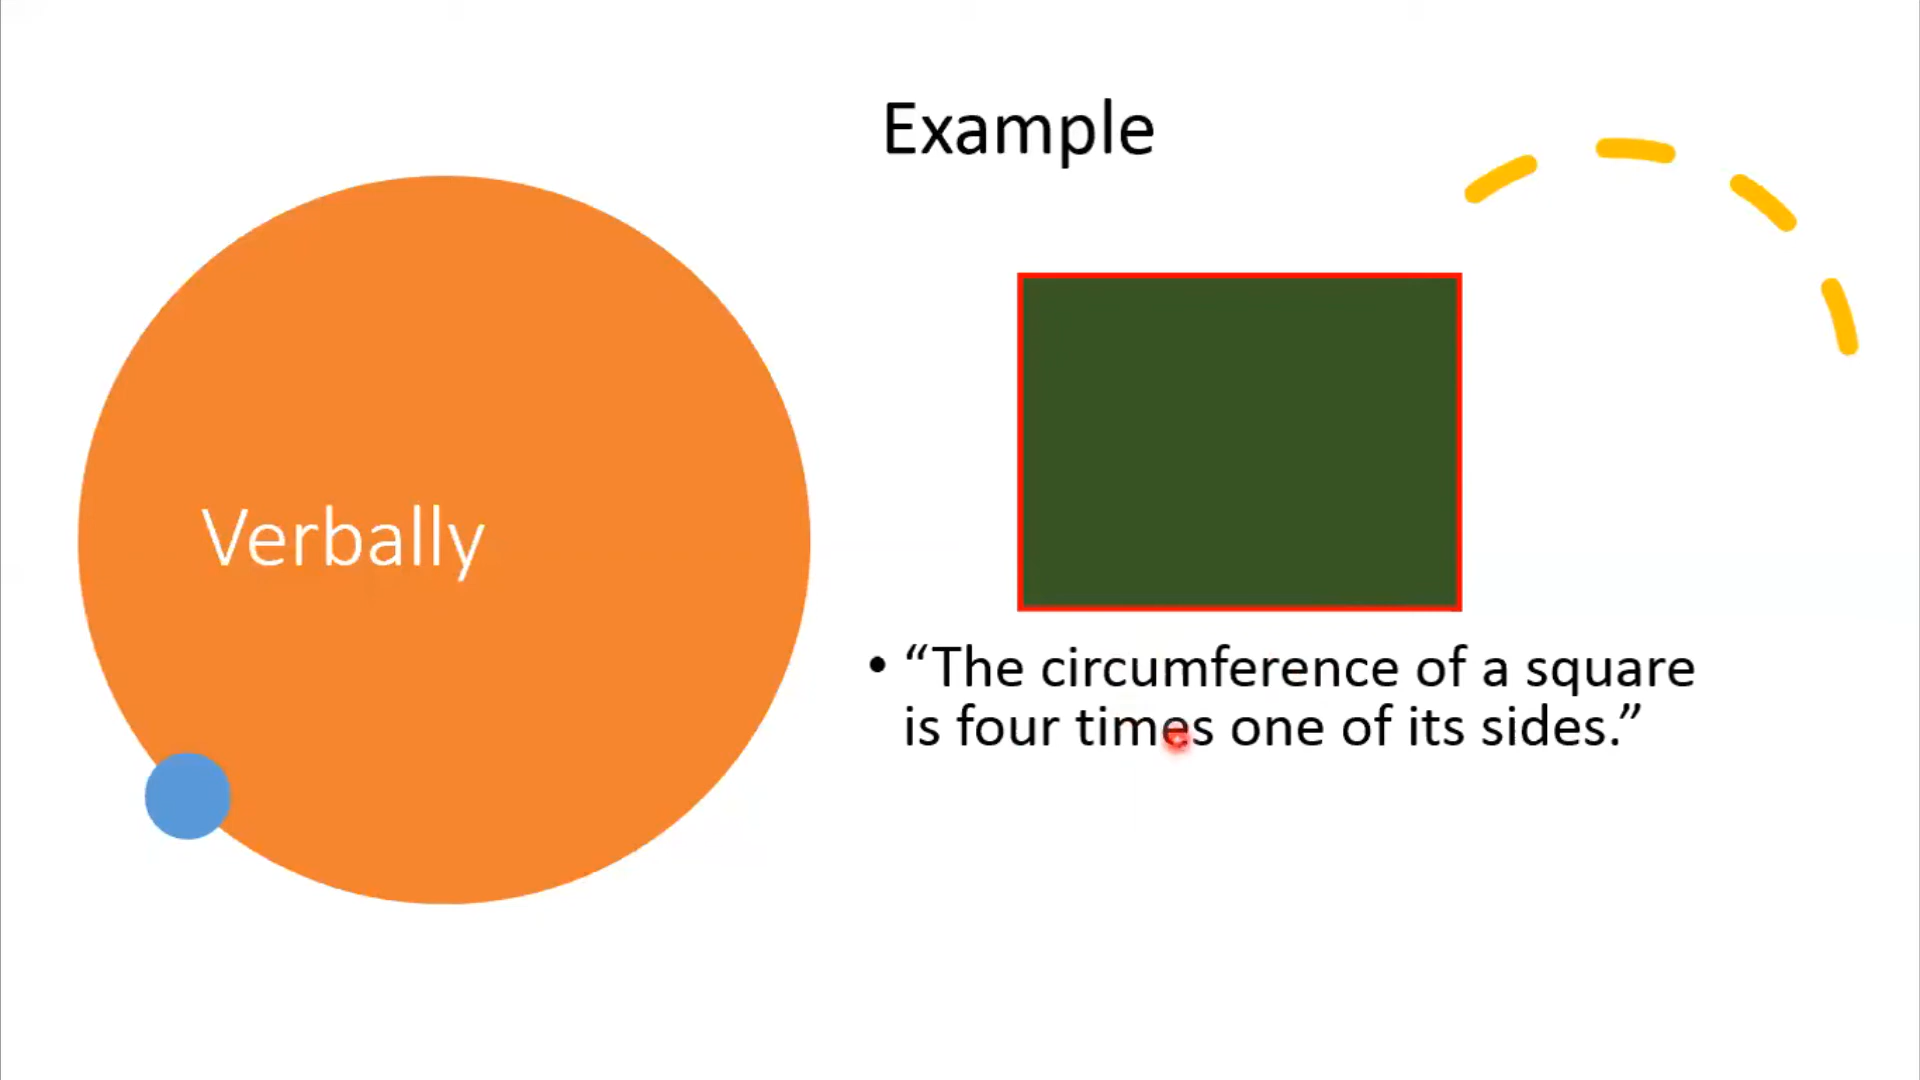 Example
Verbally
• “The circumference of a square
is four times one of its sides.”